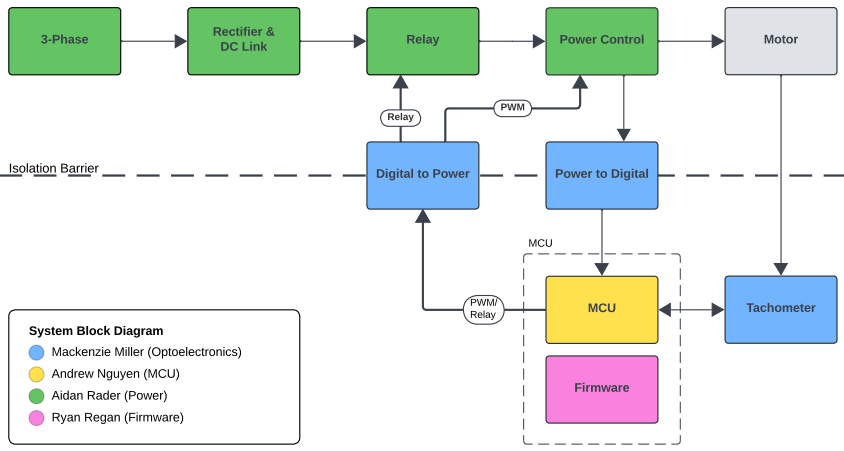 3-Phase
Rectifier &
DC Link
Relay
Power Control
Motor
Relay
PWM
Isolation Barrier
Digital to Power
Power to Digital
MCU
PWM/
Relay
MCU
Tachometer
Firmware
System Block Diagram
Mackenzie Miller (Optoelectronics)
Andrew Nguyen (MCU)
Aidan Rader (Power)
Ryan Regan (Firmware)